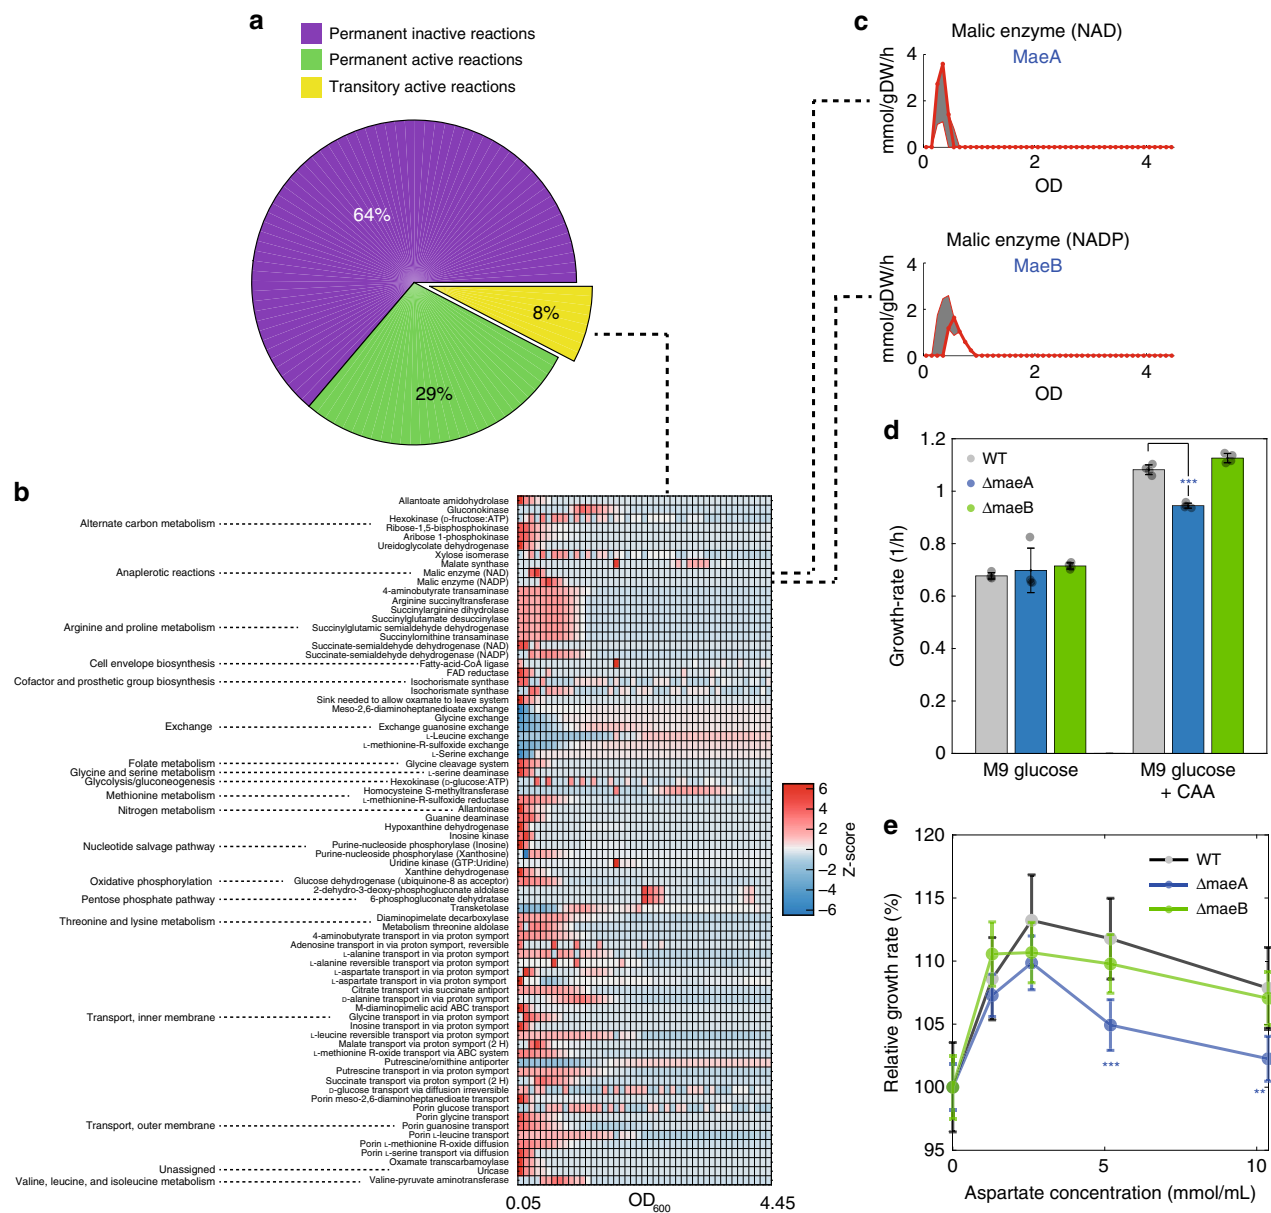 a
Permanent inactive reactions
Permanent active reactions
Transitory active reactions
64%
8%
29%
b
Alternate carbon metabolism
Anaplerotic reactions
Arginine and proline metabolism
Cell envelope biosynthesis
Cofactor and prosthetic group biosynthesis
Exchange
Folate metabolism
Glycine and serine metabolism
Glycolysis/gluconeogenesis
Methionine metabolism
Nitrogen metabolism
Nucleotide salvage pathway
Oxidative phosphorylation
Pentose phosphate pathway
Threonine and lysine metabolism
Transport, inner membrane
Transport, outer membrane
Unassigned
Valine, leucine, and isoleucine metabolism
Allantoate amidohydrolase
Gluconokinase
Hexokinase (D-fructose:ATP)
Ribose-1,5-bisphosphokinase
Aribose 1-phosphokinase
Ureidoglycolate dehydrogenase
Xylose isomerase
Malate synthase
Malic enzyme (NAD)
Malic enzyme (NADP)
4-aminobutyrate transaminase
Arginine succinyltransferase
Succinylarginine dihydrolase
Succinylglutamate desuccinylase
Succinylglutamic semialdehyde dehydrogenase
Succinylornithine transaminase
Succinate-semialdehyde dehydrogenase (NAD)
Succinate-semialdehyde dehydrogenase (NADP)
Fatty-acid-CoA ligase
FAD reductase
Isochorismate synthase
Isochorismate synthase
Sink needed to allow oxamate to leave system
Meso-2,6-diaminoheptanedioate exchange
Glycine exchange
Exchange guanosine exchange
L-Leucine exchange
L-methionine-R-sulfoxide exchange
L-Serine exchange
Glycine cleavage system
L-serine deaminase
Hexokinase (D-glucose:ATP)
Homocysteine S-methyltransferase
L-methionine-R-sulfoxide reductase
Allantoinase
Guanine deaminase
Hypoxanthine dehydrogenase
Inosine kinase
Purine-nucleoside phosphorylase (Inosine)
Purine-nucleoside phosphorylase (Xanthosine)
Uridine kinase (GTP:Uridine)
Xanthine dehydrogenase
Glucose dehydrogenase (ubiquinone-8 as acceptor)
2-dehydro-3-deoxy-phosphogluconate aldolase
6-phosphogluconate dehydratase
Transketolase
Diaminopimelate decarboxylase
Metabolism threonine aldolase
4-aminobutyrate transport in via proton symport
Adenosine transport in via proton symport, reversible
L-alanine transport in via proton symport
L-alanine reversible transport via proton symport
L-aspartate transport in via proton symport
L-aspartate transport in via proton symport
Citrate transport via succinate antiport
D-alanine transport in via proton symport
M-diaminopimelic acid ABC transport
Glycine transport in via proton symport
Inosine transport in via proton symport
L-leucine reversible transport via proton symport
Malate transport via proton symport (2 H)
L-methionine R-oxide transport via ABC system
Putrescine/ornithine antiporter
Putrescine transport in via proton symport
Succinate transport via proton symport (2 H)
D-glucose transport via diffusion irreversible
Porin meso-2,6-diaminoheptanedioate transport
Porin glucose transport
Porin glycine transport
Porin guanosine transport
Porin L-leucine transport
Porin L-methionine R-oxide diffusion
Porin L-serine transport via diffusion
Oxamate transcarbamoylase
Uricase
Valine-pyruvate aminotransferase
0.05
OD600
4.45
6
4
2
0
−2
−4
−6
Z-score
c
Malic enzyme (NAD)
MaeA
mmol/gDW/h
4
2
0
0
2
4
OD
Malic enzyme (NADP)
MaeB
mmol/gDW/h
4
2
0
0
2
4
OD
d
Growth-rate (1/h)
1.2
1
0.8
0.6
0.4
0.2
0
WT
ΔmaeA
ΔmaeB
***
M9 glucose
M9 glucose
+ CAA
e
Relative growth rate (%)
120
115
110
105
100
95
WT
ΔmaeA
ΔmaeB
***
**
0
5
10
Aspartate concentration (mmol/mL)